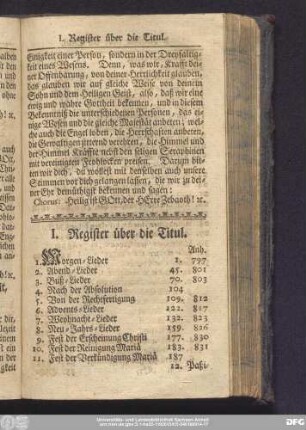 I. Register über die Titul.
Einigkeit einer Person, sondern in der Dreyfaltig-
keit eines Wesens. Denn, was wir, Krafft dei-
ner Offenbarung, von deiner Herrlichkeit glauben,
das glauben wir auf gleiche Weise von deinem
Sohn und dem Heiligen Geist, also, daß wir eine
ewig und wahre Gottheit bekennen, und in diesem
Bekenntniß die unterschiedenen Personen, das ei-
nige Wesen und die gleiche Majestät anbeten; wel-
che auch die Engel loben, die Herrschafften anbeten,
die Gewaltigen zitternd verehren, die Himmel und
der Himmel Kräffte nebst den seligen Seraphinen
mit vereinigten Frohlocken preisen. Darum bit-
ten wir dich, du wollest mit denselben auch unsere
Stimmen vor dich gelangen lassen, die wir zu dei-
ner Ehr demüthigst bekennen und sagen:
Chorus: Heilig ist GOtt, der HErr Zebaoth! ꝛc.
I. Register über die Titul.
Anh.
1. Morgen-Lieder 1. 797
2. Abend-Lieder 45. 801
3. Buß-Lieder 70. 803
4. Nach der Absolution 104
5. Von der Rechfertigung 109. 812
6. Advents-Lieder 122. 817
7. Weyhnacht-Lieder 132. 823
8. Neu-Jahrs-Lieder 159. 826
9. Fest der Erscheinung Christi 177. 830
10. Fest der Reinigung Mariä 183. 831
11. Fest der Verkündigung Mariä 187
12. Paßi-